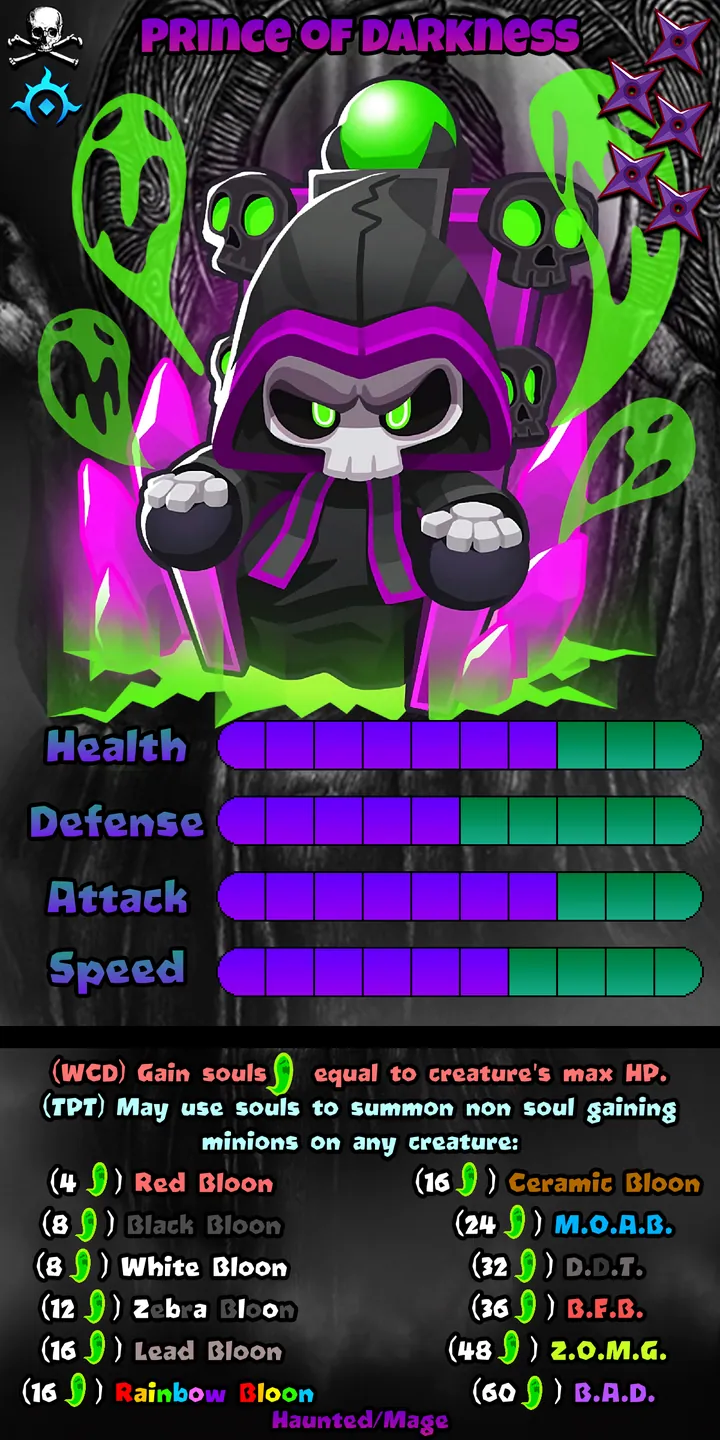 PRINCE OF DARKNESS
Health
Defense
Attack
Speed
(WCD) Gain souls equal to creature's max HP.
(TPT) May use souls to summon non soul gaining
minions on any creature:
(4 ) Red Bloon
(16 ) Ceramic Bloon
(8 ) Black Bloon
(24 ) M.O.A.B.
(8 ) White Bloon
(32 ) D.D.T.
(12 ) Zebra Bloon
(36 ) B.F.B.
(16 ) Lead Bloon
(48 ) Z.O.M.G.
(16 ) Rainbow Bloon
(60 ) B.A.D.
Haunted/Mage